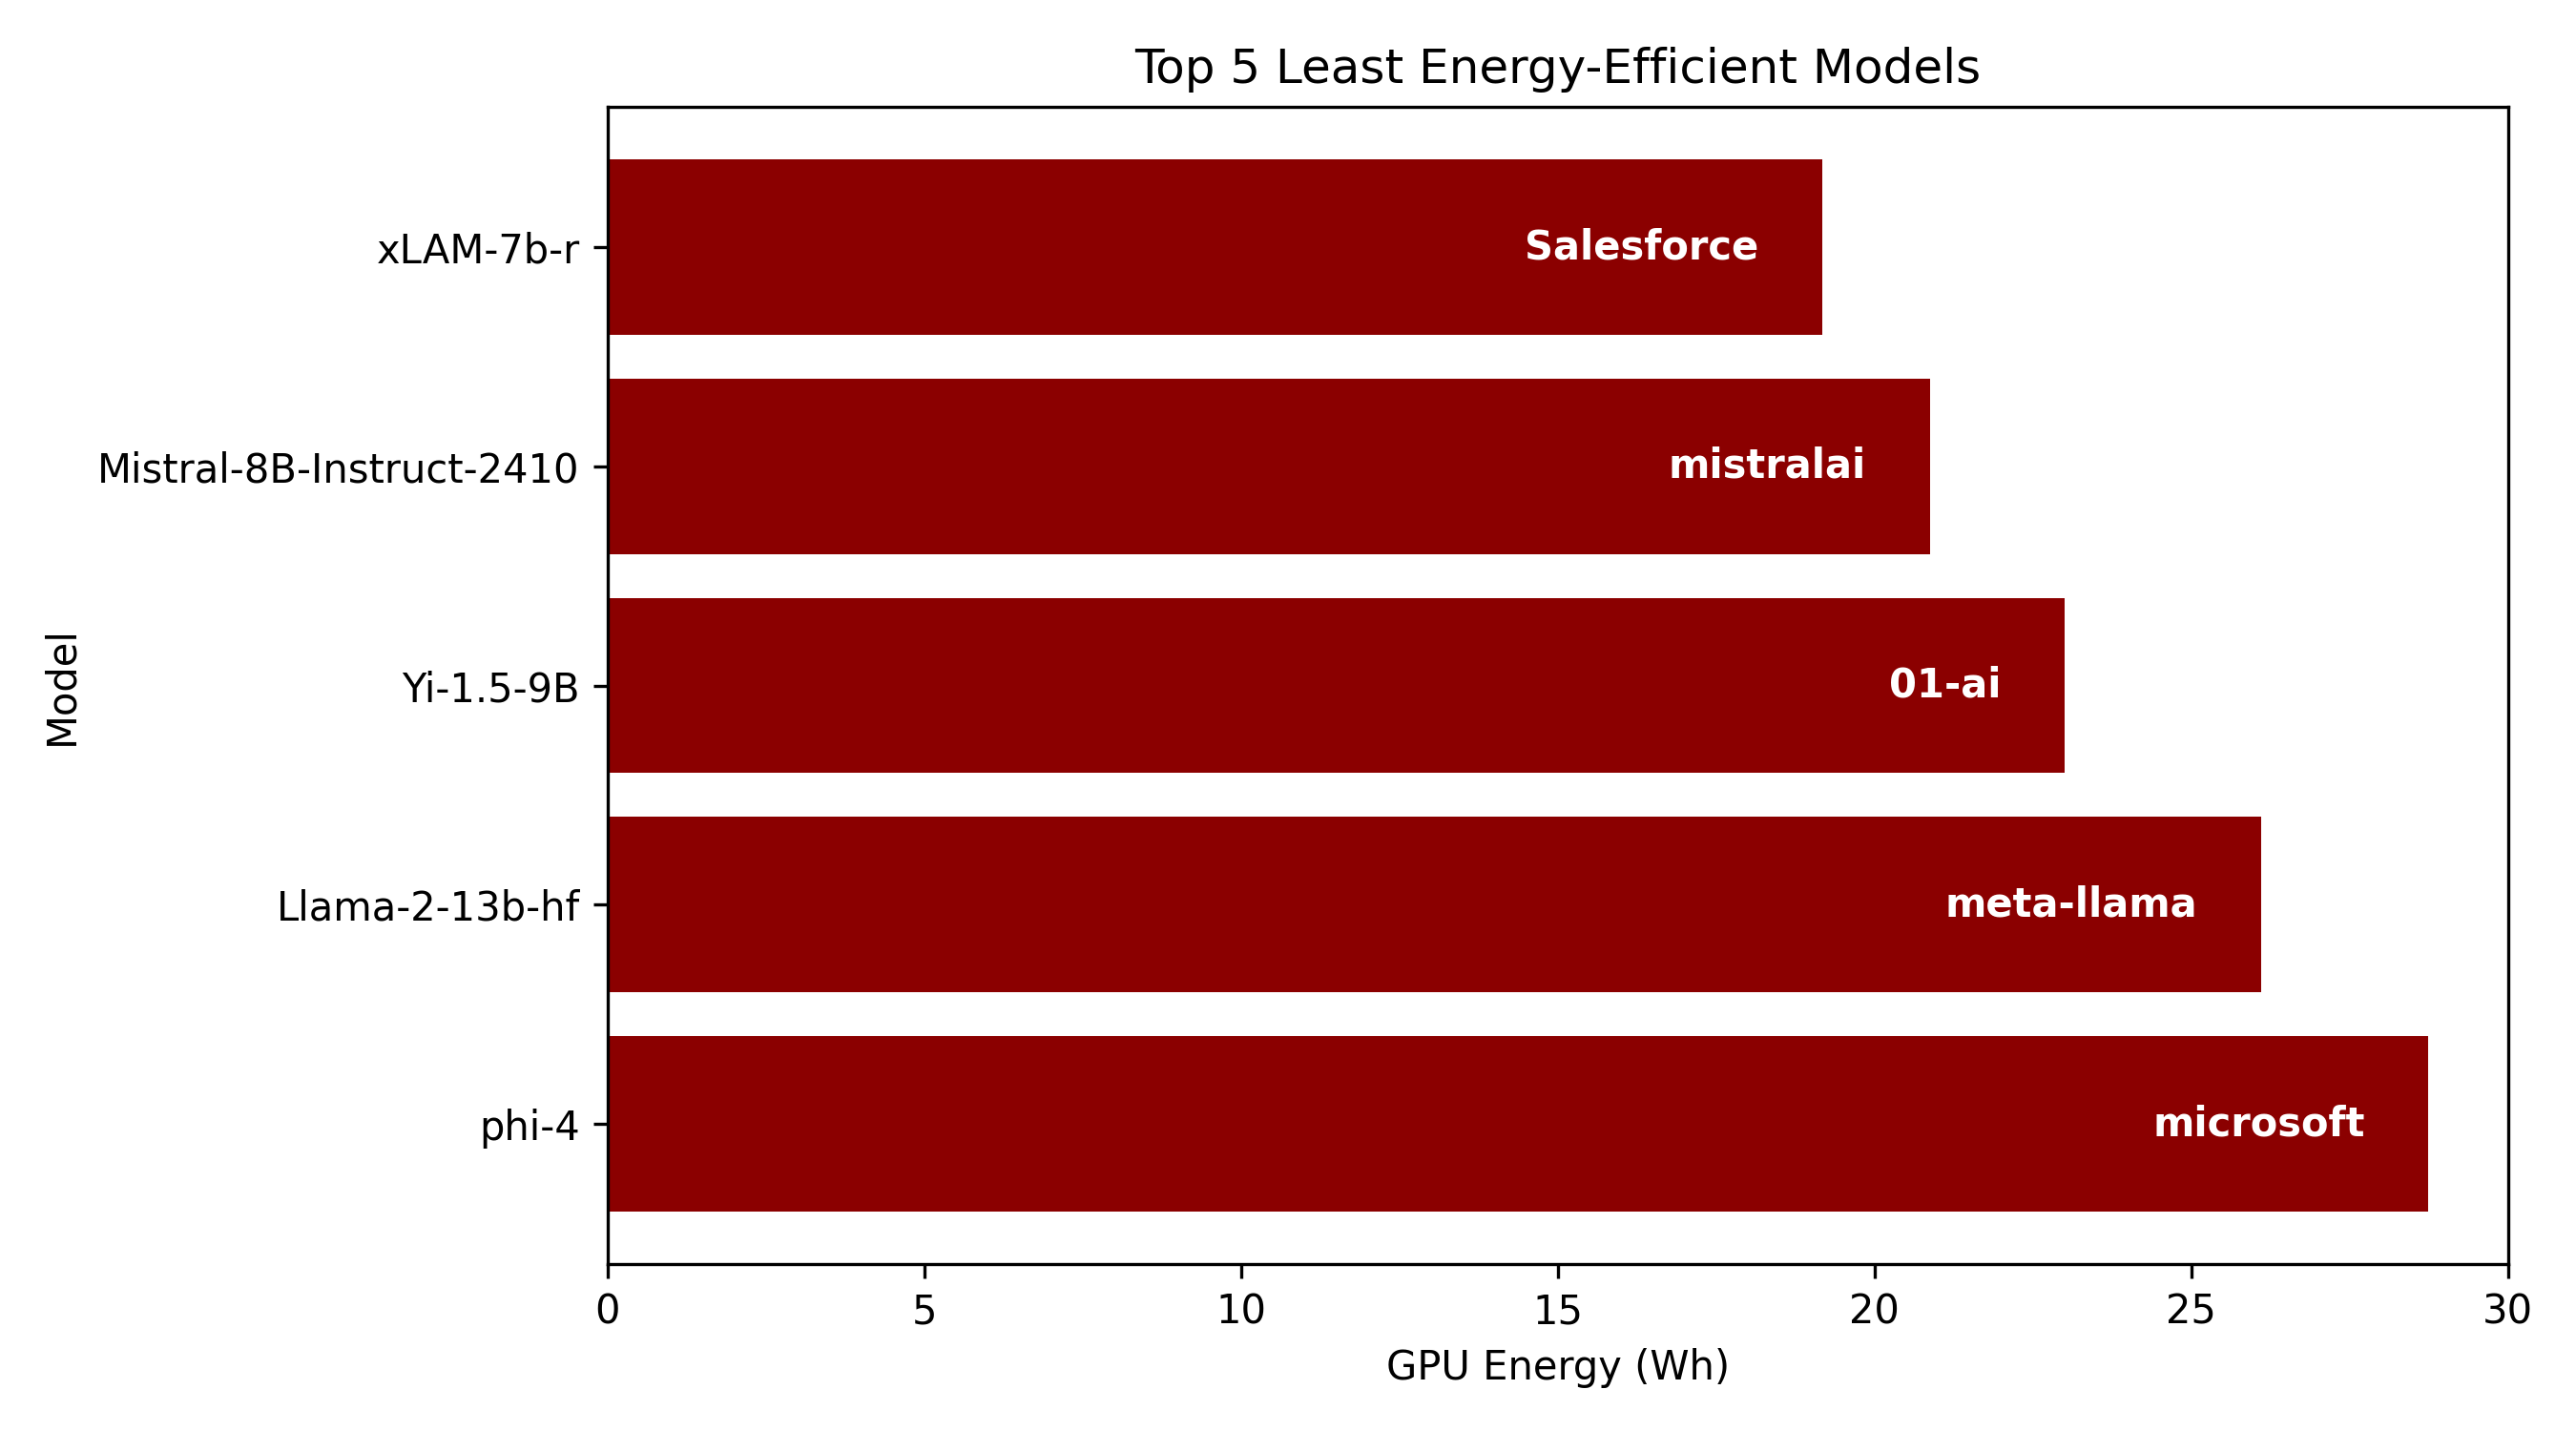 Top 5 Least Energy-Efficient Models
xLAM-7b-r
Salesforce
Mistral-8B-Instruct-2410
mistralai
Yi-1.5-9B
01-ai
Llama-2-13b-hf
meta-llama
phi-4
microsoft
Model
0 5 10 15 20 25 30
GPU Energy (Wh)